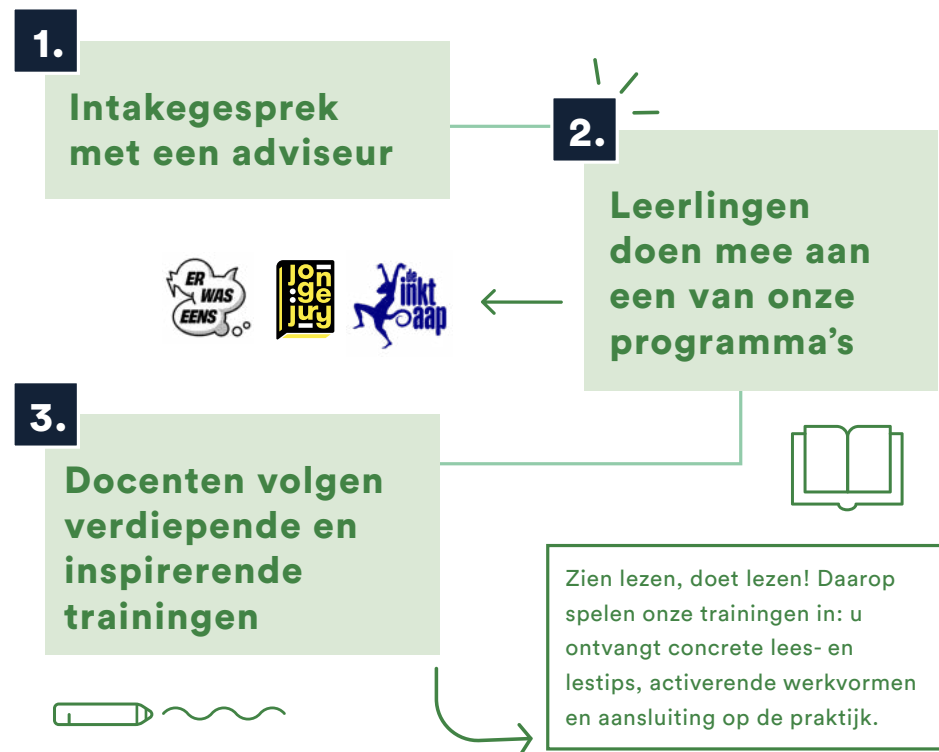 1.
Intakegesprek
met een adviseur
2.
Leerlingen
doen mee aan
een van onze
programma's
ER
WAS
EENS
jon
:ge
jury
de
inkt
aap
3.
Docenten volgen
verdiepende en
inspirerende
trainingen
Zien lezen, doet lezen! Daarop
spelen onze trainingen in: u
ontvangt concrete lees- en
lestips, activerende werkvormen
en aansluiting op de praktijk.